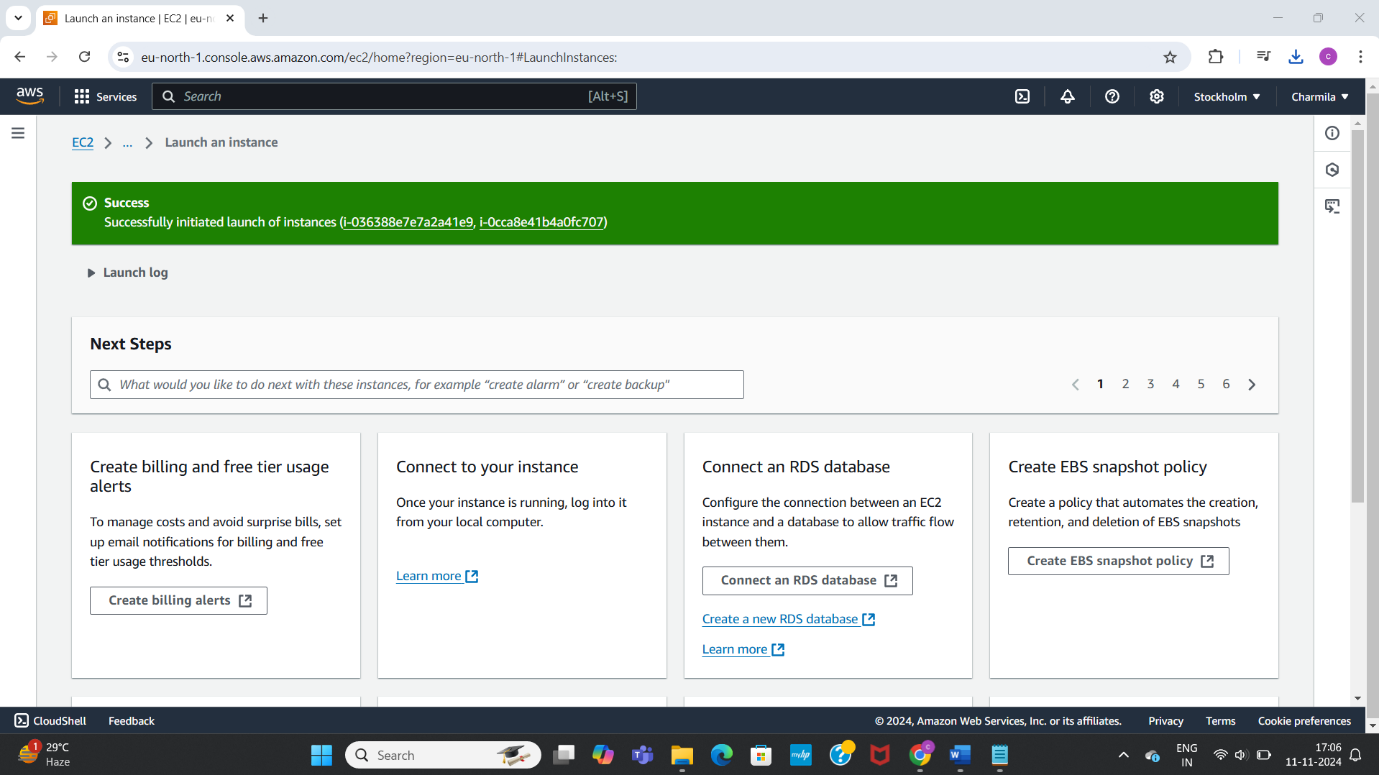 Launch an instance | EC2 | eu-n
eu-north-1.console.aws.amazon.com/ec2/home?region=eu-north-1#LaunchInstances:
C
aws
Services
Search
[Alt+S]
Stockholm
Charmila
EC2
...
Launch an instance
Success
Successfully initiated launch of instances (i-036388e7e7a2a41e9, i-0cca8e41b4a0fc707)
Launch log
Next Steps
What would you like to do next with these instances, for example “create alarm” or “create backup”
1 2 3 4 5 6
Create billing and free tier usage
alerts
To manage costs and avoid surprise bills, set
up email notifications for billing and free
tier usage thresholds.
Create billing alerts
Connect to your instance
Once your instance is running, log into it
from your local computer.
Learn more
Connect an RDS database
Configure the connection between an EC2
instance and a database to allow traffic flow
between them.
Connect an RDS database
Create a new RDS database
Learn more
Create EBS snapshot policy
Create a policy that automates the creation,
retention, and deletion of EBS snapshots
Create EBS snapshot policy
CloudShell
Feedback
© 2024, Amazon Web Services, Inc. or its affiliates.
Privacy
Terms
Cookie preferences
1
29°C
Haze
Search
myhp
ENG
IN
17:06
11-11-2024